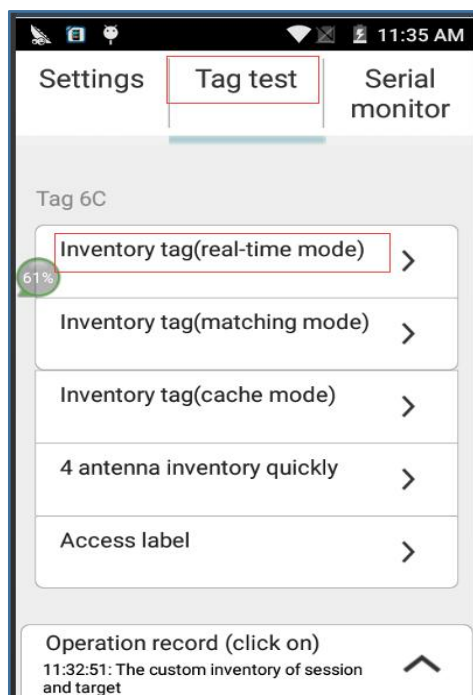 11:35 AM
Settings
Tag test
Serial
monitor
Tag 6C
Inventory tag(real-time mode)
61%
Inventory tag(matching mode)
Inventory tag(cache mode)
4 antenna inventory quickly
Access label
Operation record (click on)
11:32:51: The custom inventory of session
and target